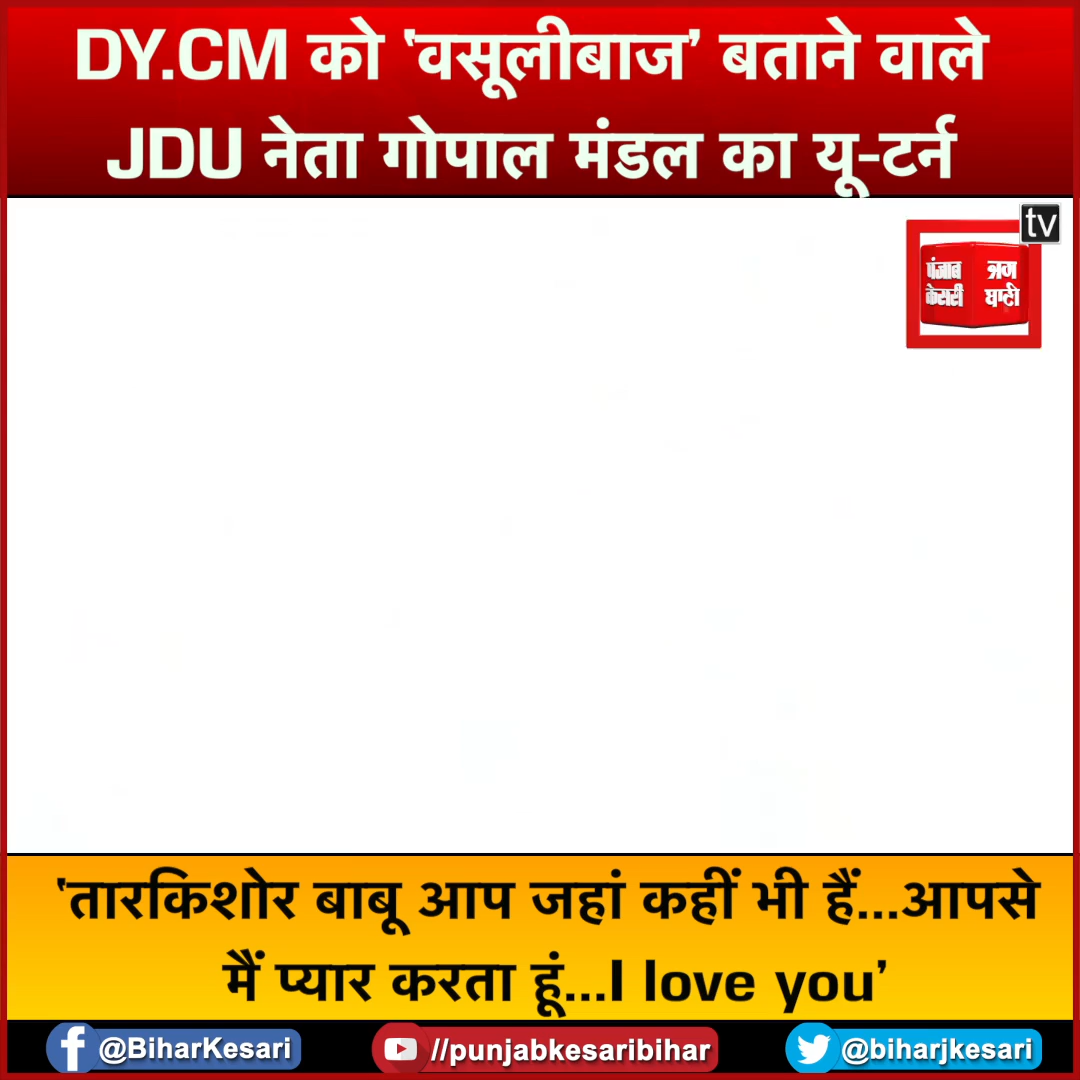 DY.CM को ‘वसूलीबाज’ बताने वाले
JDU नेता गोपाल मंडल का यू-टर्न
tv
पंजाब केसरी
जग बाणी
‘तारकिशोर बाबू आप जहां कहीं भी हैं...आपसे
मैं प्यार करता हूं...I love you’
@BiharKesari
//punjabkesaribihar
@biharjkesari